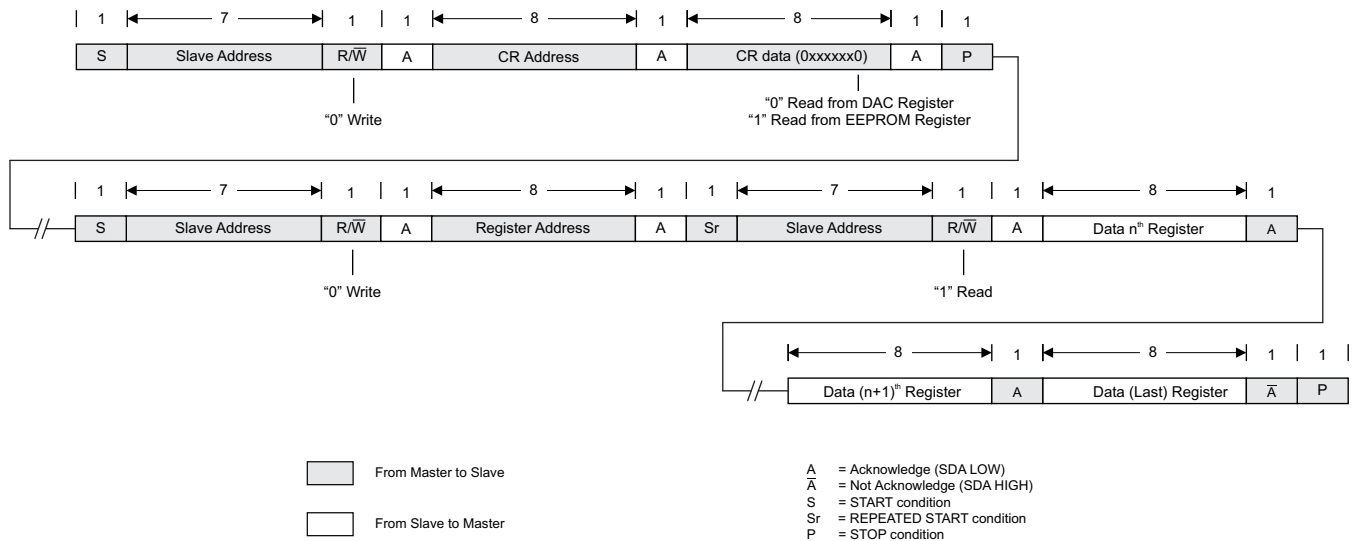 1 7 1 1 8 1 8 1 1
S Slave Address R/W̅ A CR Address A CR data (0xxxxxx0) A P
“0” Write
“0” Read from DAC Register
“1” Read from EEPROM Register
1 7 1 1 8 1 1 7 1 1 8 1
S Slave Address R/W̅ A Register Address A Sr Slave Address R/W̅ A Data nᵗʰ Register A
“0” Write “1” Read
8 1 8 1 1
Data (n+1)ᵗʰ Register A Data (Last) Register A̅ P
From Master to Slave
From Slave to Master
A = Acknowledge (SDA LOW)
A̅ = Not Acknowledge (SDA HIGH)
S = START condition
Sr = REPEATED START condition
P = STOP condition